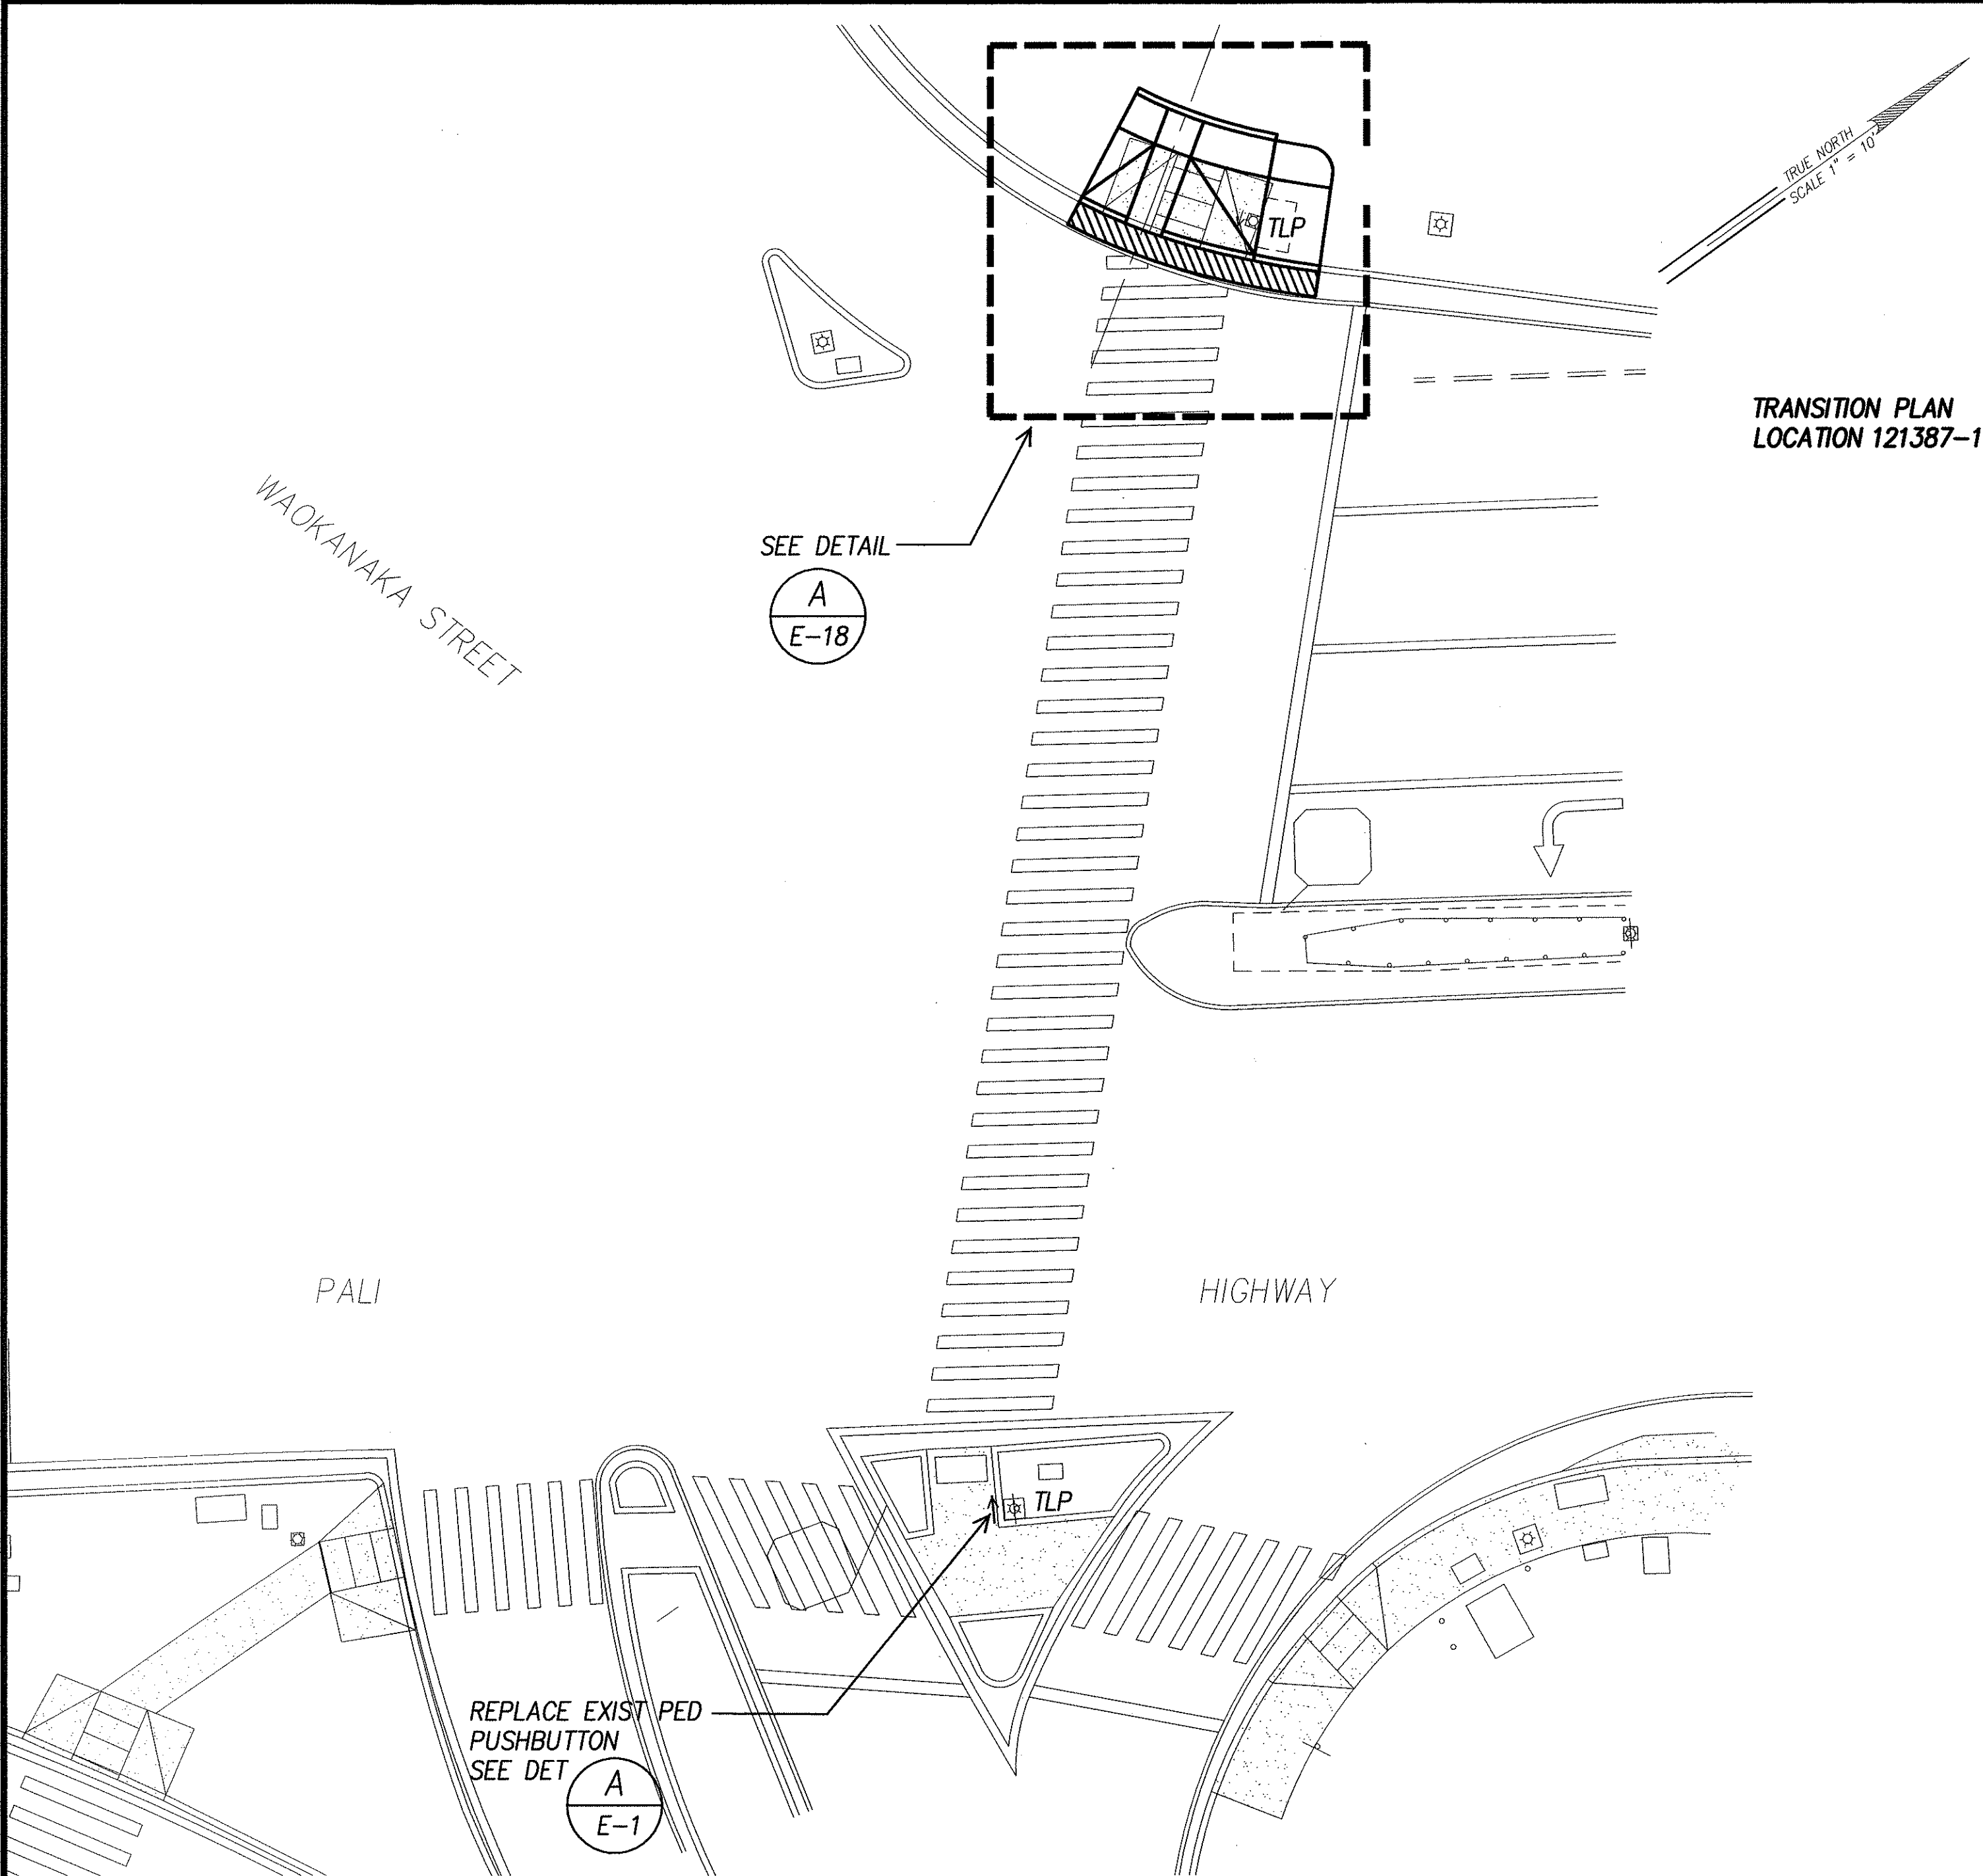 TRUE NORTH
SCALE 1" = 10'
TLP
TRANSITION PLAN
LOCATION 121387-1
WAOKANAKA STREET
SEE DETAIL
A
E-18
PALI
HIGHWAY
TLP
REPLACE EXIST PED
PUSHBUTTON
SEE DET
A
E-1